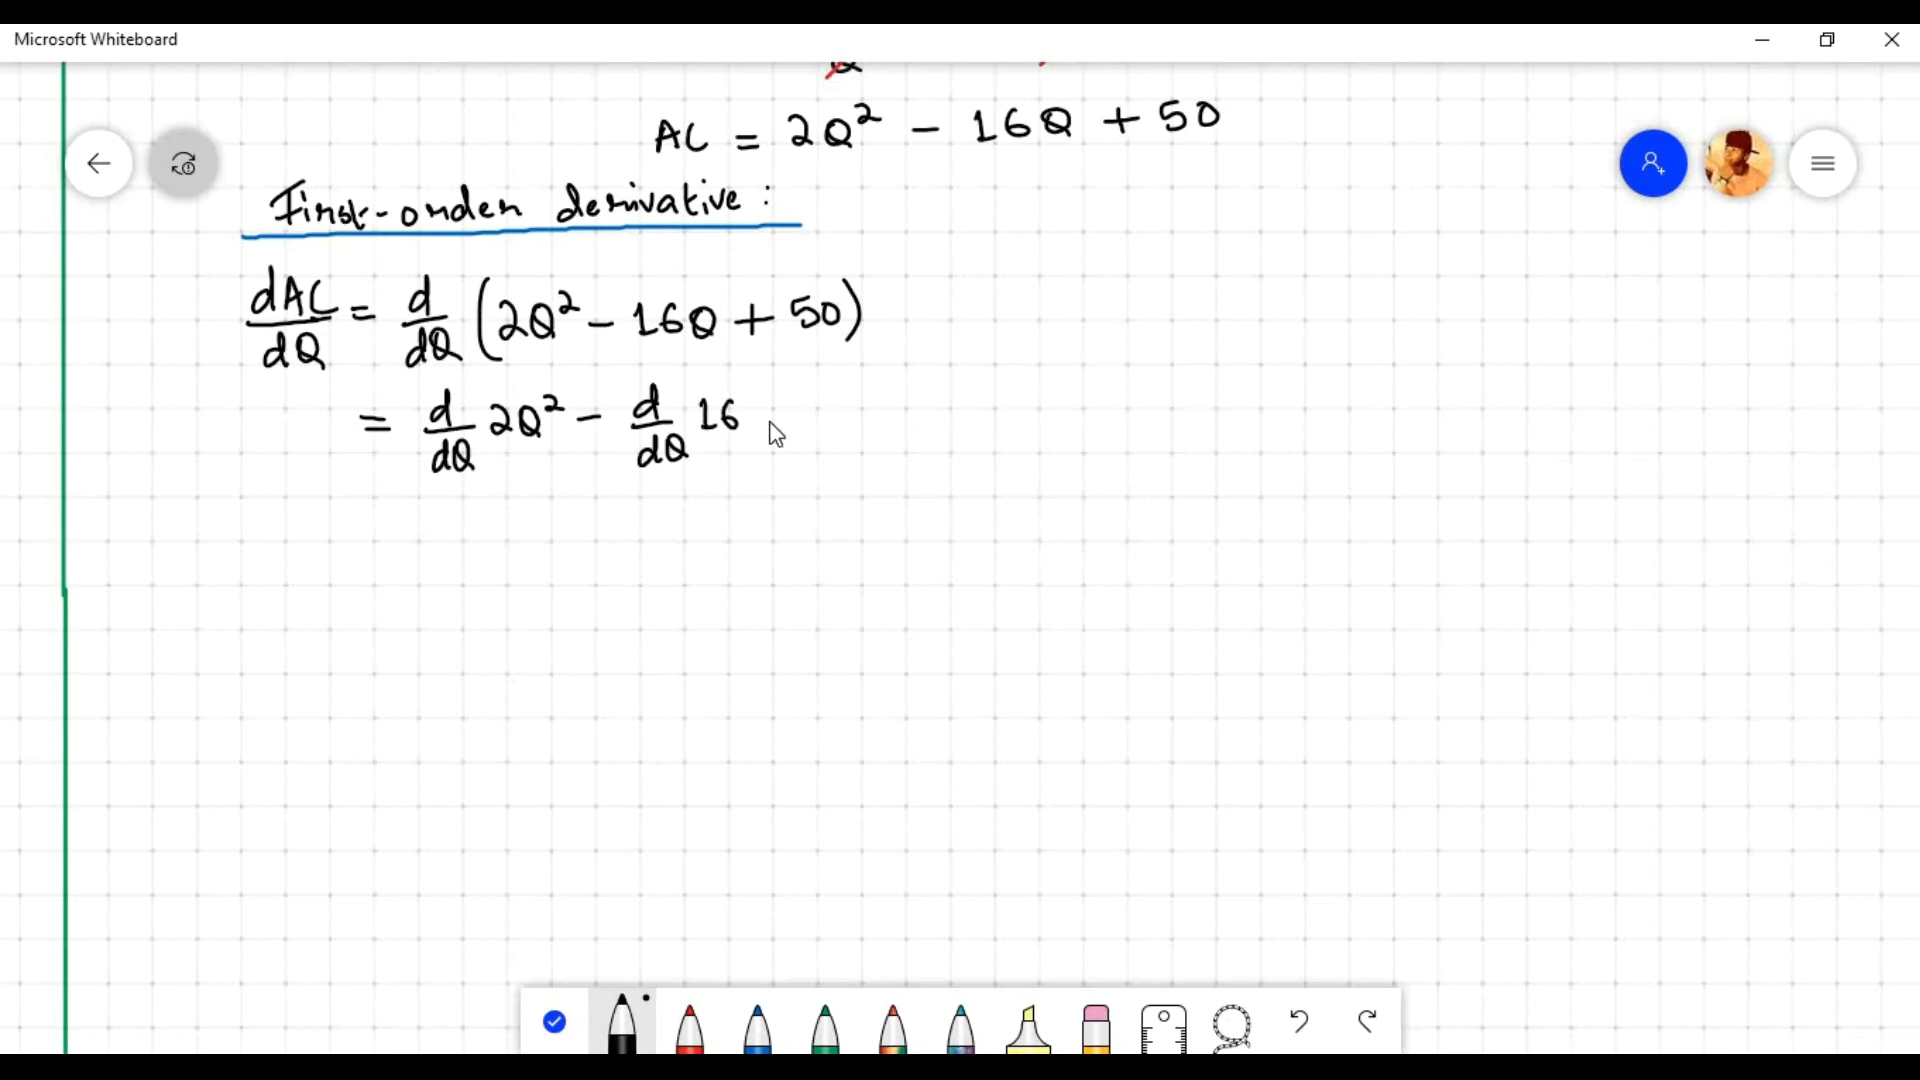 Microsoft Whiteboard
AC = 2Q² - 16Q + 50
First-order derivative:
dAC/dQ = d/dQ (2Q² - 16Q + 50)
= d/dQ 2Q² - d/dQ 16